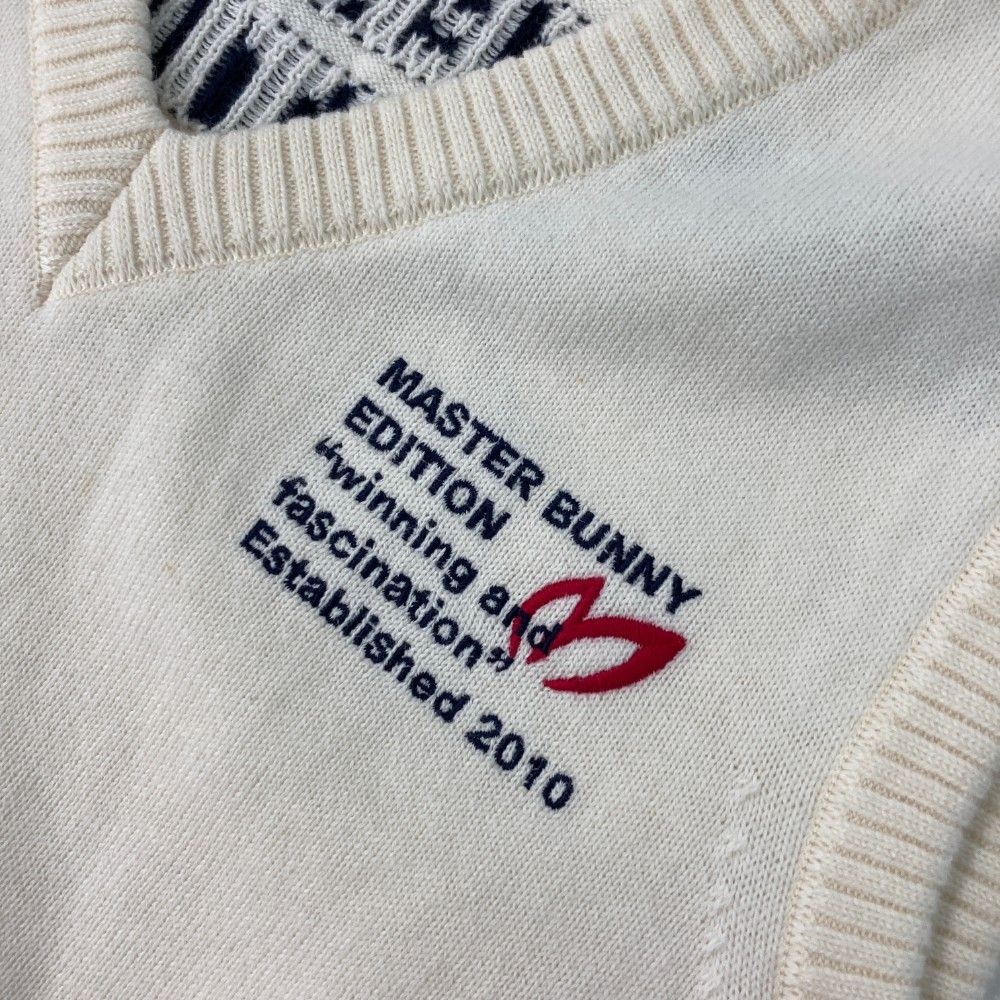 MASTER BUNNY
EDITION
“winning and
fascination”
Established 2010